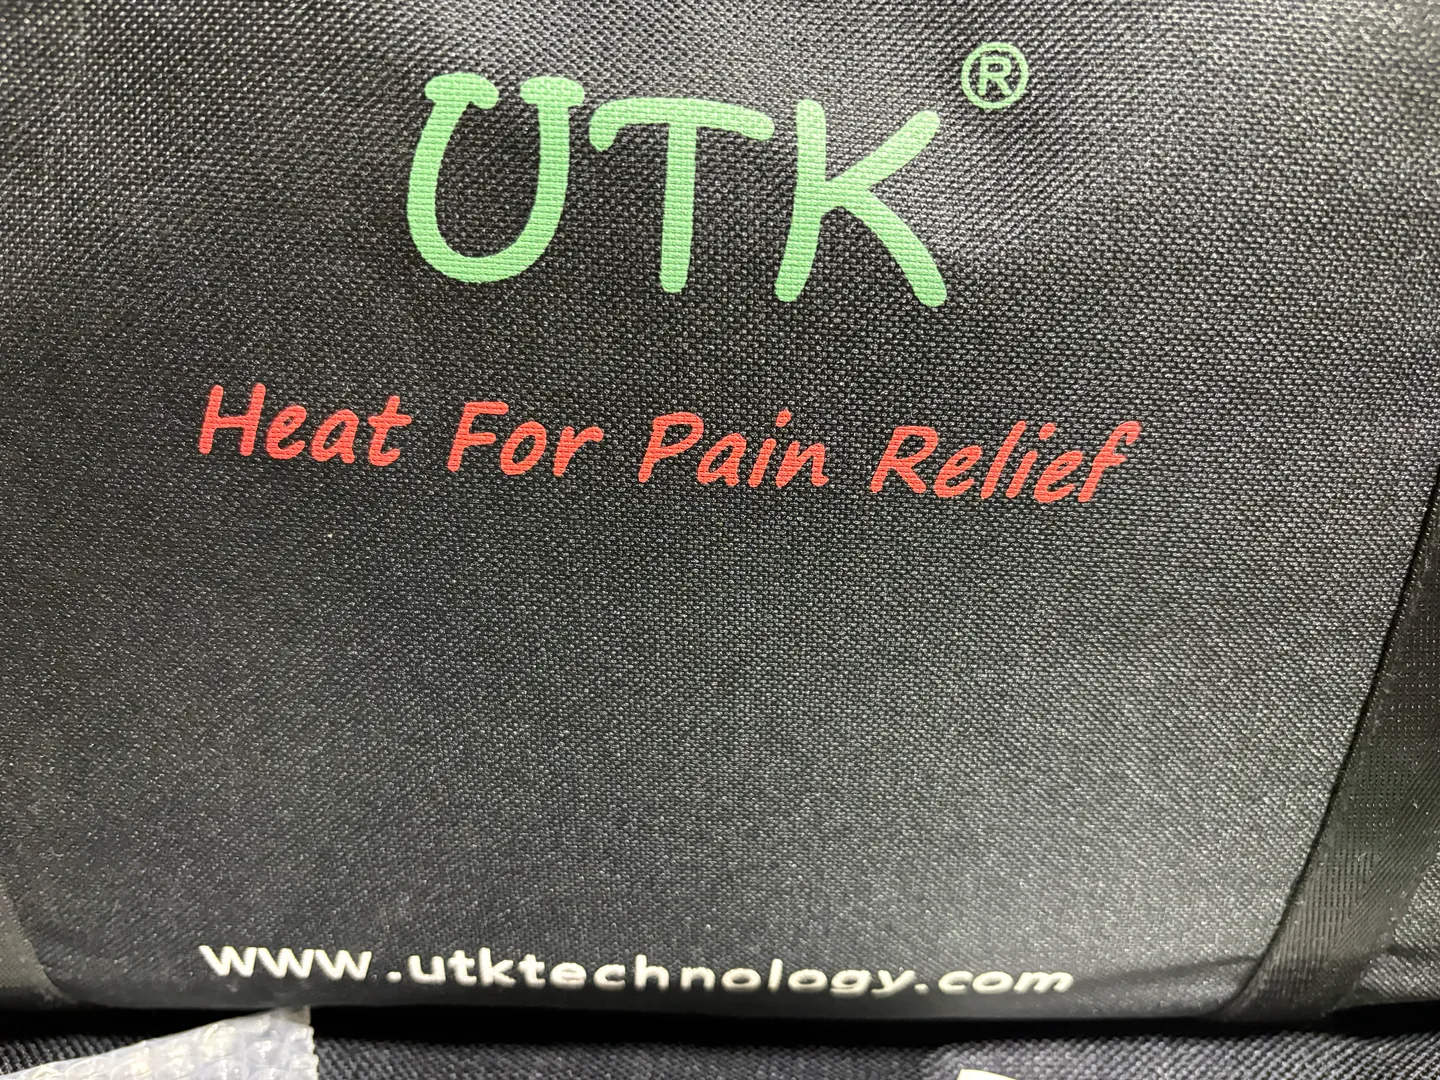 UTK®
Heat For Pain Relief
www.utktechnology.com